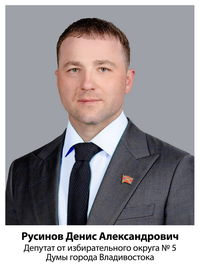 Русинов Денис Александрович
Депутат от избирательного округа № 5
Думы города Владивостока